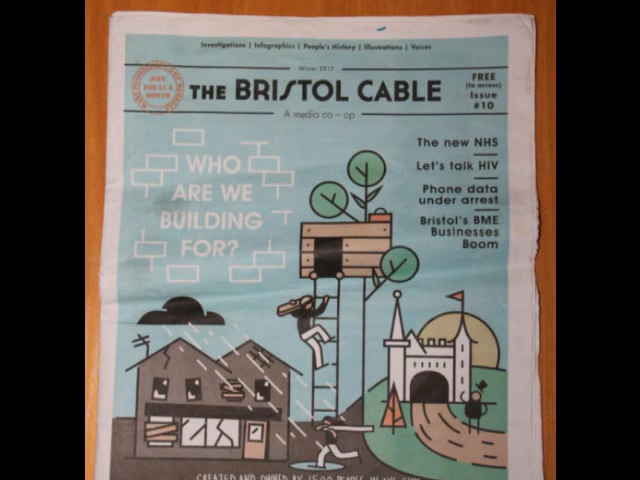 Investigations | Infographics | People's History | Illustrations | Voices
Winter 2017
JOIN
FOR £1 A
MONTH
THE BRISTOL CABLE
A media co – op
FREE
(to access)
Issue
#10
WHO
ARE WE
BUILDING
FOR?
The new NHS
Let's talk HIV
Phone data
under arrest
Bristol's BME
Businesses
Boom
CREATED AND OWNED BY 1500 PEOPLE IN THE CITY